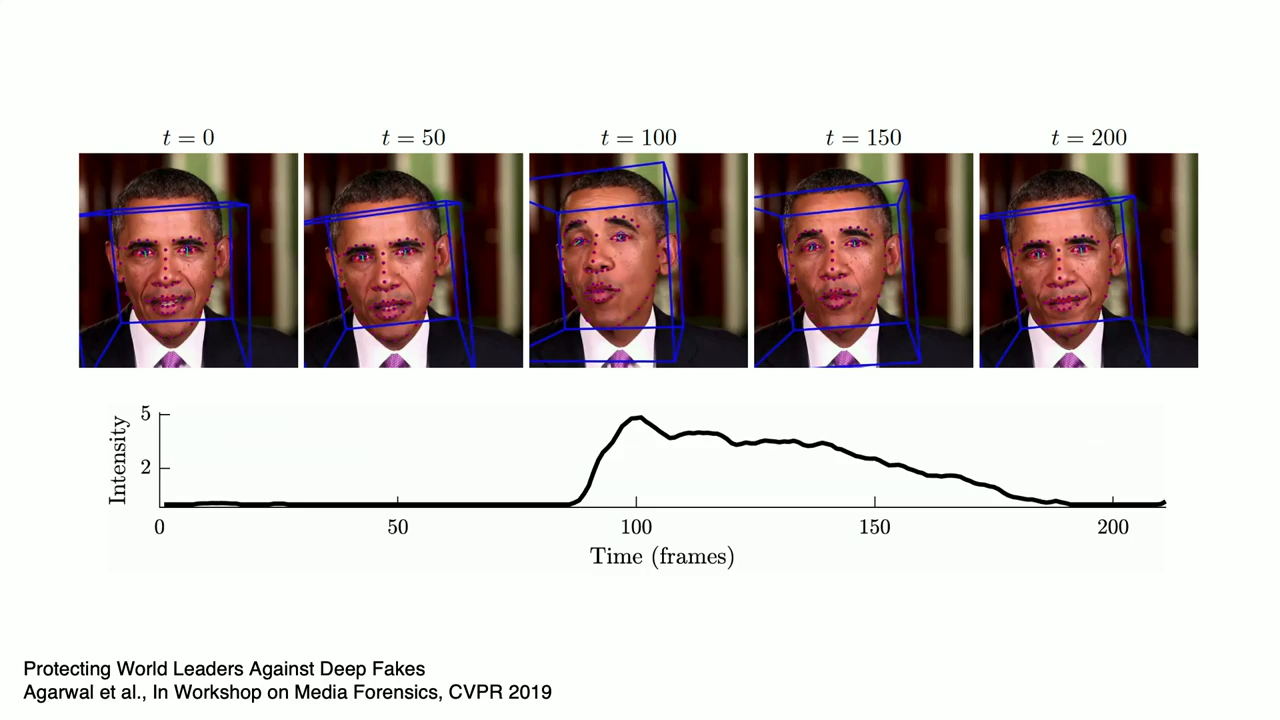 t = 0
t = 50
t = 100
t = 150
t = 200
Intensity
5
2
0
50
100
150
200
Time (frames)
Protecting World Leaders Against Deep Fakes
Agarwal et al., In Workshop on Media Forensics, CVPR 2019